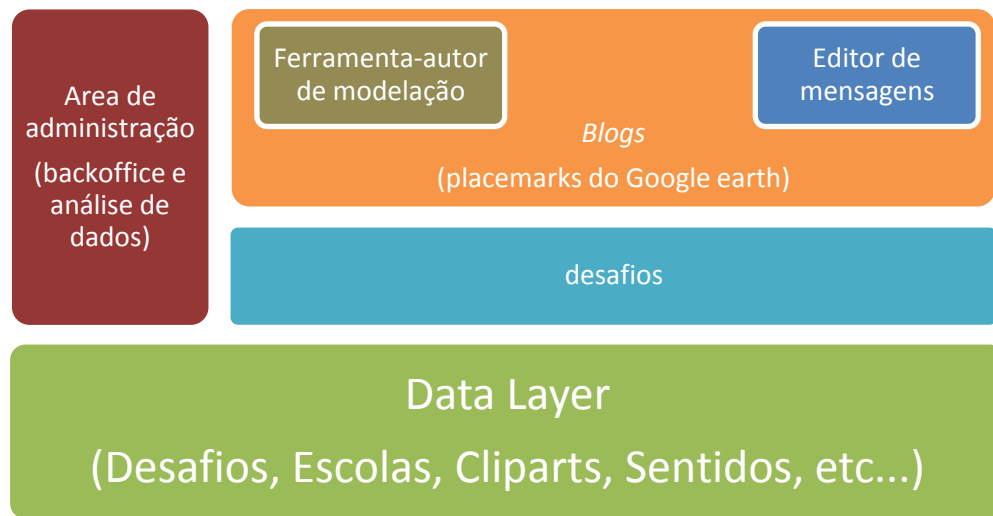 Area de
administração
(backoffice e
análise de
dados)
Ferramenta-autor
de modelação
Editor de
mensagens
Blogs
(placemarks do Google earth)
desafios
Data Layer
(Desafios, Escolas, Cliparts, Sentidos, etc...)